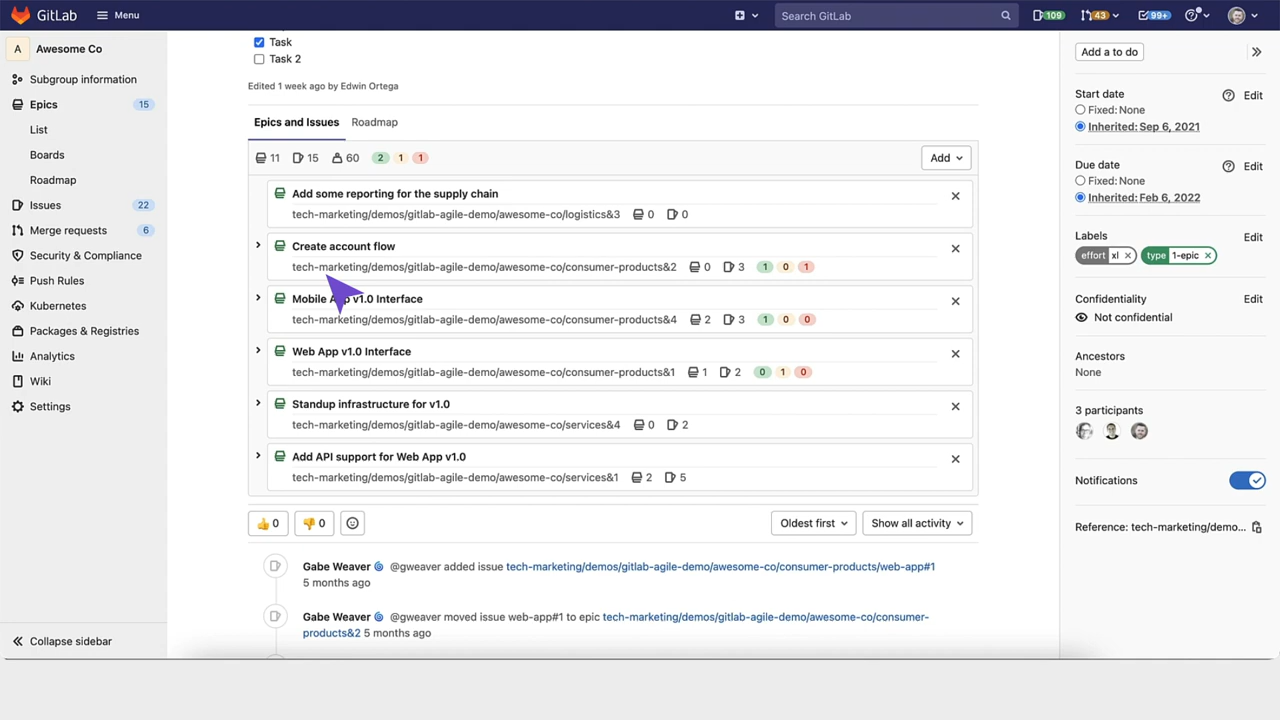 GitLab Menu Search GitLab 109 43 99+
A Awesome Co
Subgroup information
Epics 15
List
Boards
Roadmap
Issues 22
Merge requests 6
Security & Compliance
Push Rules
Kubernetes
Packages & Registries
Analytics
Wiki
Settings
Collapse sidebar
Task
Task 2
Edited 1 week ago by Edwin Ortega
Epics and Issues Roadmap
11 15 60 2 1 1 Add
Add some reporting for the supply chain
tech-marketing/demos/gitlab-agile-demo/awesome-co/logistics&3 0 0
Create account flow
tech-marketing/demos/gitlab-agile-demo/awesome-co/consumer-products&2 0 3 1 0 1
Mobile App v1.0 Interface
tech-marketing/demos/gitlab-agile-demo/awesome-co/consumer-products&4 2 3 1 0 0
Web App v1.0 Interface
tech-marketing/demos/gitlab-agile-demo/awesome-co/consumer-products&1 1 2 0 1 0
Standup infrastructure for v1.0
tech-marketing/demos/gitlab-agile-demo/awesome-co/services&4 0 2
Add API support for Web App v1.0
tech-marketing/demos/gitlab-agile-demo/awesome-co/services&1 2 5
0 0 Oldest first Show all activity
Gabe Weaver @gweaver added issue tech-marketing/demos/gitlab-agile-demo/awesome-co/consumer-products/web-app#1
5 months ago
Gabe Weaver @gweaver moved issue web-app#1 to epic tech-marketing/demos/gitlab-agile-demo/awesome-co/consumer-
products&2 5 months ago
Add a to do
Start date Edit
Fixed: None
Inherited: Sep 6, 2021
Due date Edit
Fixed: None
Inherited: Feb 6, 2022
Labels Edit
effort xl type 1-epic
Confidentiality Edit
Not confidential
Ancestors
None
3 participants
Notifications
Reference: tech-marketing/demo...